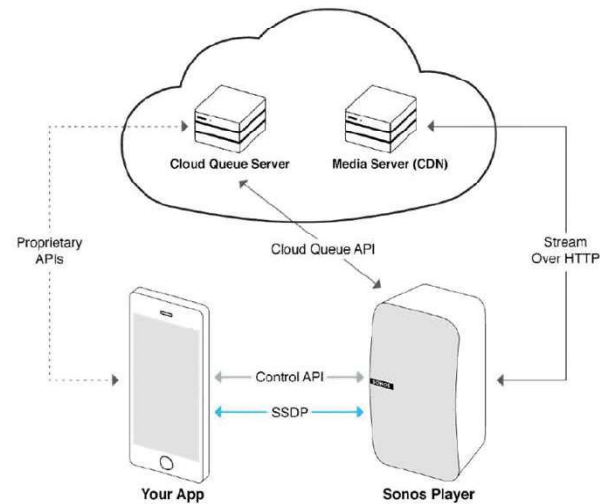 Cloud Queue Server
Media Server (CDN)
Proprietary
APIs
Cloud Queue API
Stream
Over HTTP
Control API
SONOS
SSDP
Your App
Sonos Player